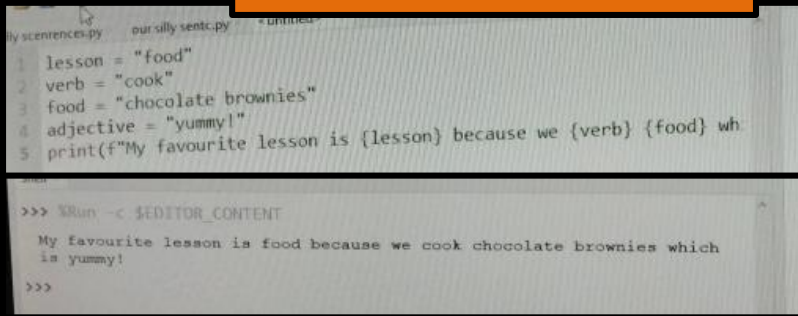 lly scenrences.py our silly sentc.py <untitled>
1 lesson = "food"
2 verb = "cook"
3 food = "chocolate brownies"
4 adjective = "yummy!"
5 print(f"My favourite lesson is {lesson} because we {verb} {food} wh
>>> %Run -c $EDITOR_CONTENT
My favourite lesson is food because we cook chocolate brownies which
is yummy!
>>>